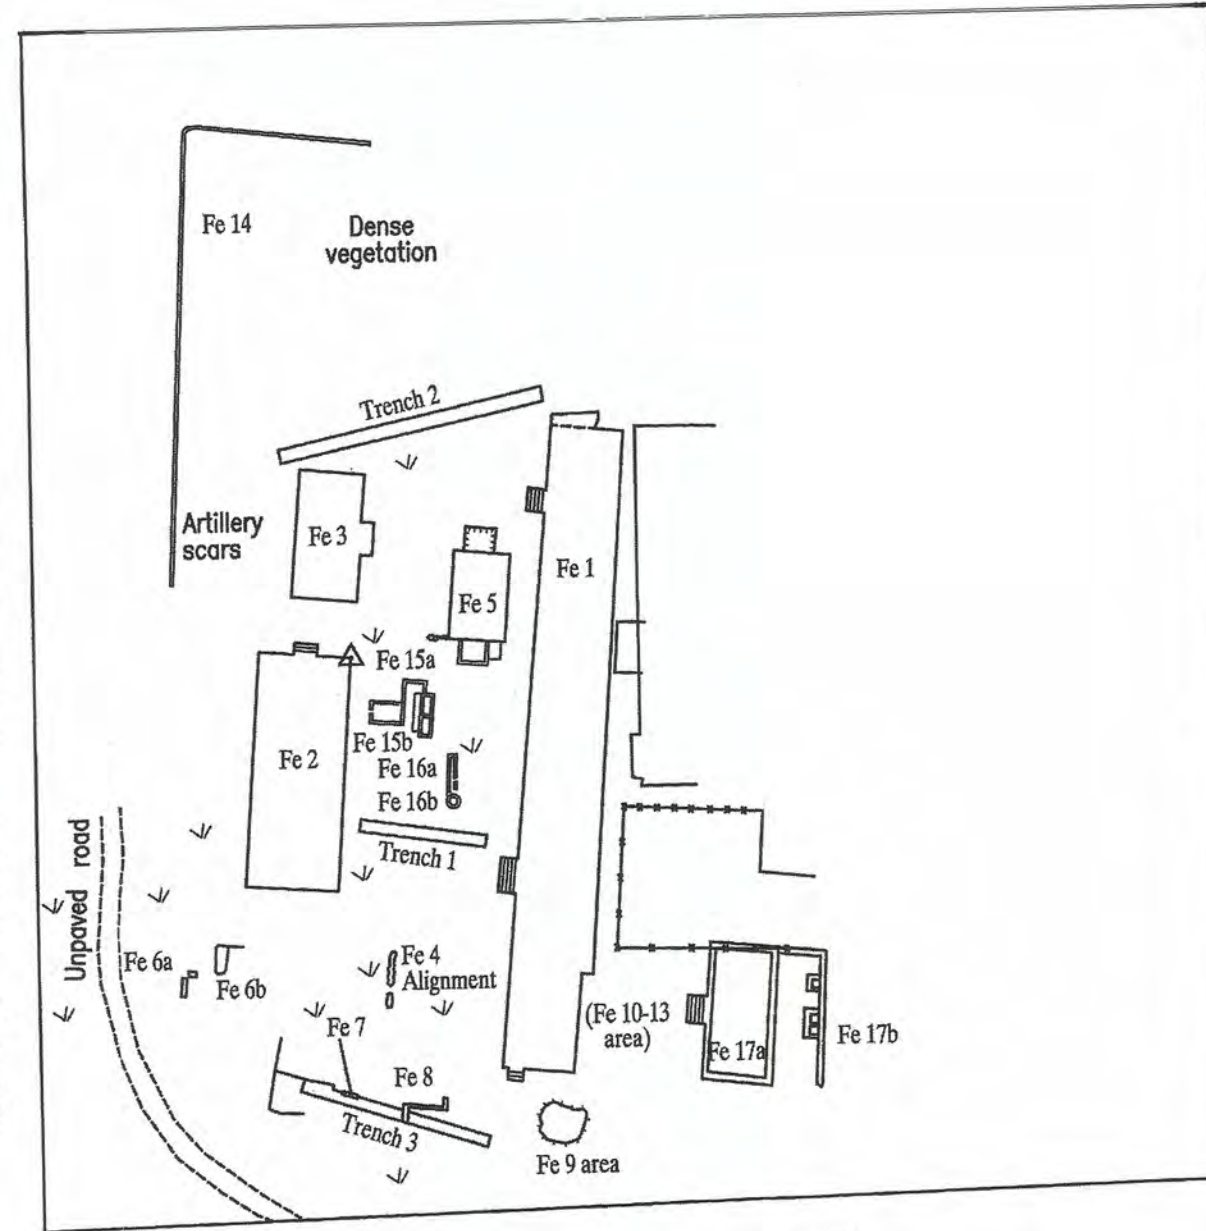 Fe 14
Dense
vegetation
Trench 2
Artillery
scars
Fe 3
Fe 1
Fe 5
Fe 15a
Fe 15b
Fe 2
Fe 16a
Fe 16b
Trench 1
Unpaved road
Fe 4
Alignment
Fe 6a
Fe 6b
(Fe 10-13
area)
Fe 7
Fe 17b
Fe 17a
Fe 8
Trench 3
Fe 9 area